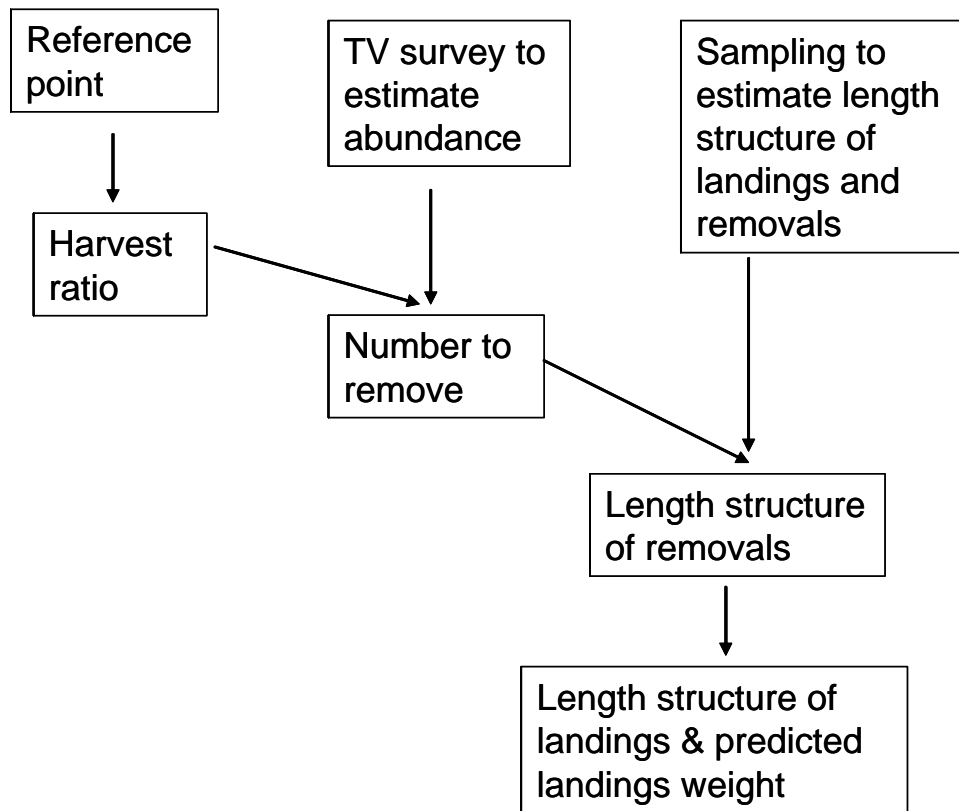 Reference
point
TV survey to
estimate
abundance
Sampling to
estimate length
structure of
landings and
removals
Harvest
ratio
Number to
remove
Length structure
of removals
Length structure of
landings & predicted
landings weight